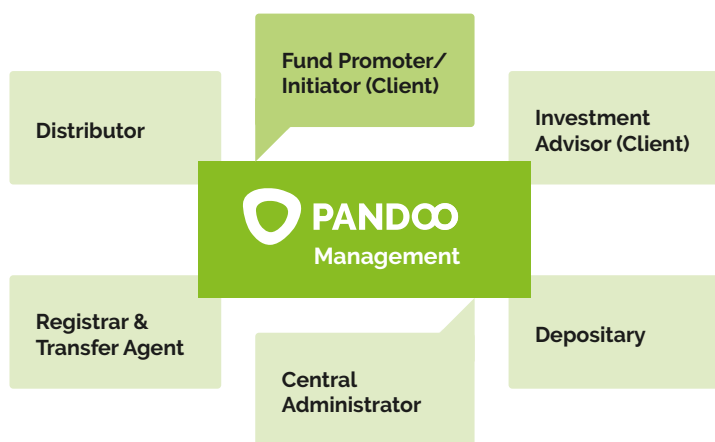 Fund Promoter/
Initiator (Client)
Distributor
Investment
Advisor (Client)
PANDOO
Management
Registrar &
Transfer Agent
Depositary
Central
Administrator